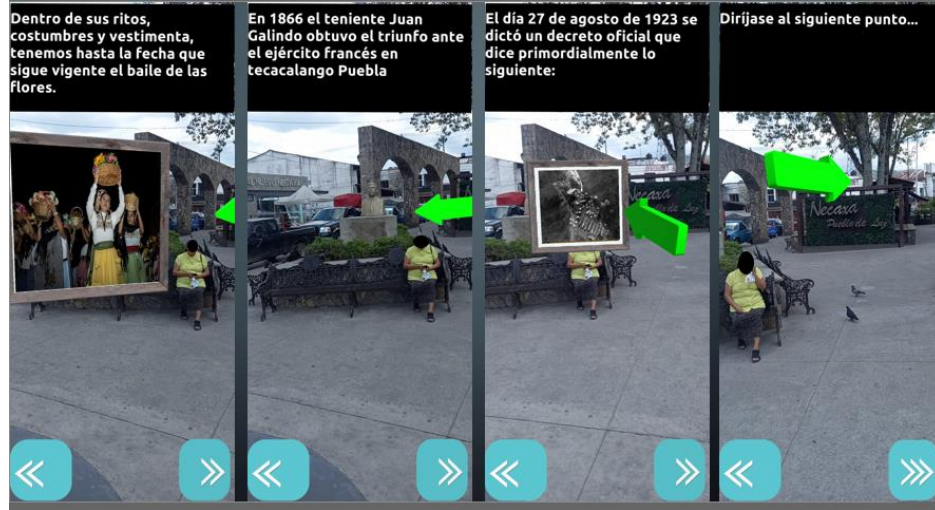 Dentro de sus ritos,
costumbres y vestimenta,
tenemos hasta la fecha que
sigue vigente el baile de las
flores.
En 1866 el teniente Juan
Galindo obtuvo el triunfo ante
el ejército francés en
tecacalango Puebla
El día 27 de agosto de 1923 se
dictó un decreto oficial que
dice primordialmente lo
siguiente:
Diríjase al siguiente punto...
Necaxa
Pueblo de Luz